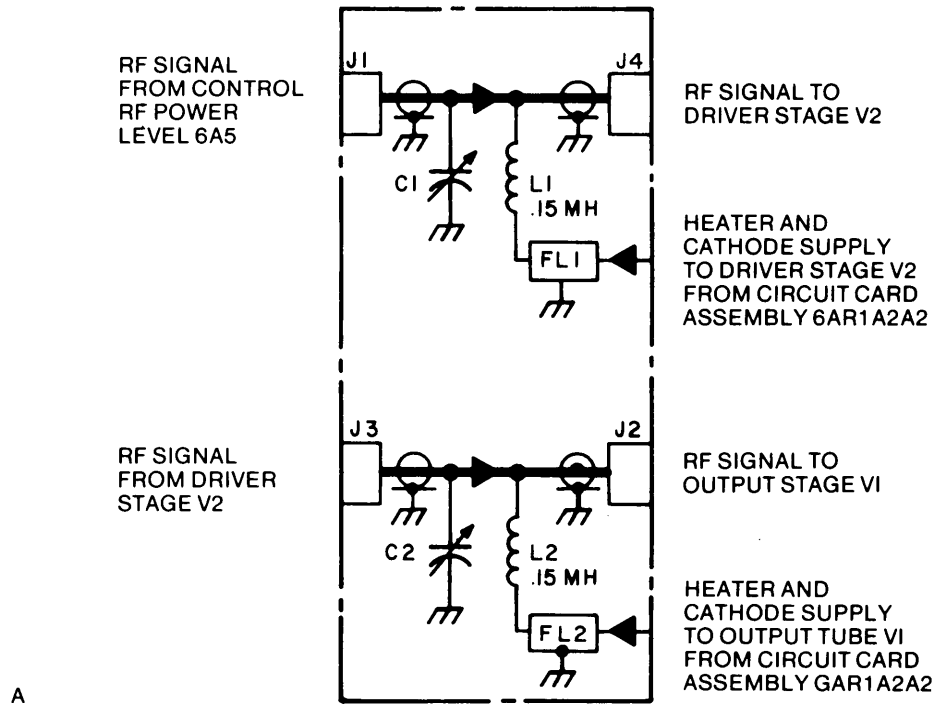 RF SIGNAL
FROM CONTROL
RF POWER
LEVEL 6A5
J1
J4
RF SIGNAL TO
DRIVER STAGE V2
C1
L1
.15 MH
FL1
HEATER AND
CATHODE SUPPLY
TO DRIVER STAGE V2
FROM CIRCUIT CARD
ASSEMBLY 6AR1A2A2
RF SIGNAL
FROM DRIVER
STAGE V2
J3
J2
RF SIGNAL TO
OUTPUT STAGE V1
C2
L2
.15 MH
FL2
HEATER AND
CATHODE SUPPLY
TO OUTPUT TUBE V1
FROM CIRCUIT CARD
ASSEMBLY GAR1A2A2
A